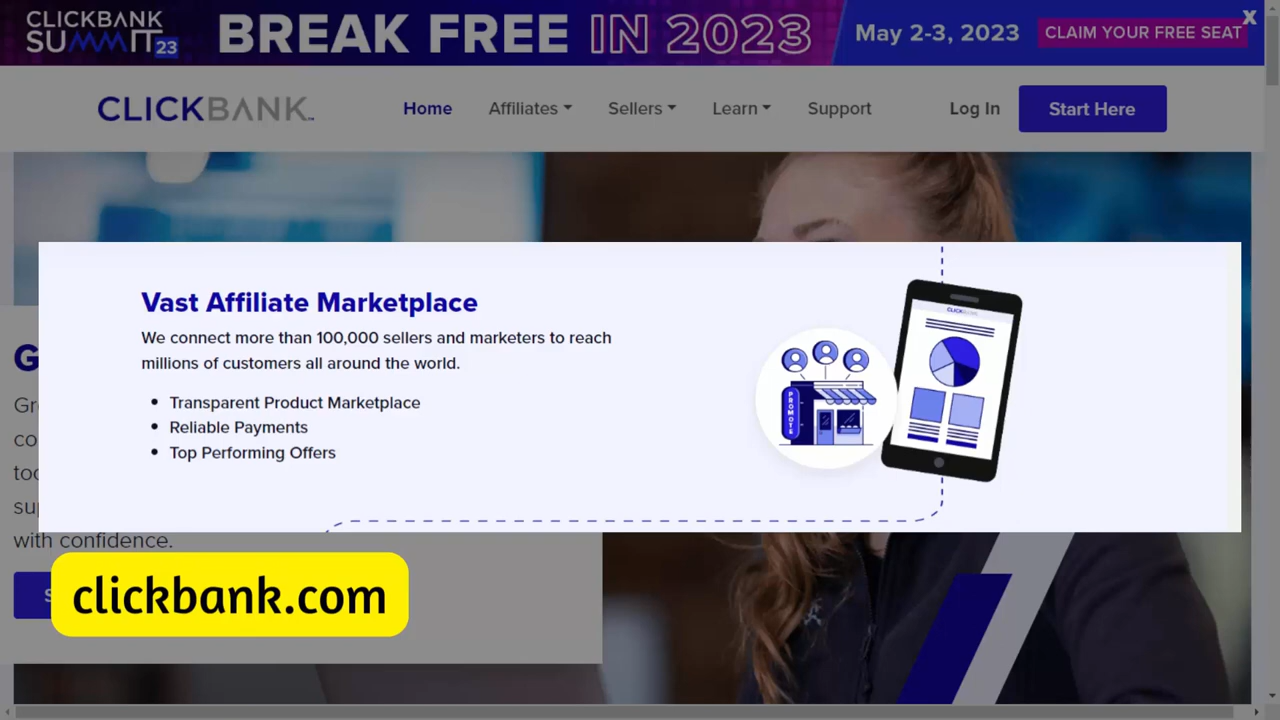 CLICKBANK
SUMMIT23
BREAK FREE IN 2023
May 2-3, 2023
CLAIM YOUR FREE SEAT
X
CLICKBANK
Home
Affiliates
Sellers
Learn
Support
Log In
Start Here
Vast Affiliate Marketplace
We connect more than 100,000 sellers and marketers to reach
millions of customers all around the world.
• Transparent Product Marketplace
• Reliable Payments
• Top Performing Offers
PROMOTE
CLICKBANK
with confidence.
clickbank.com